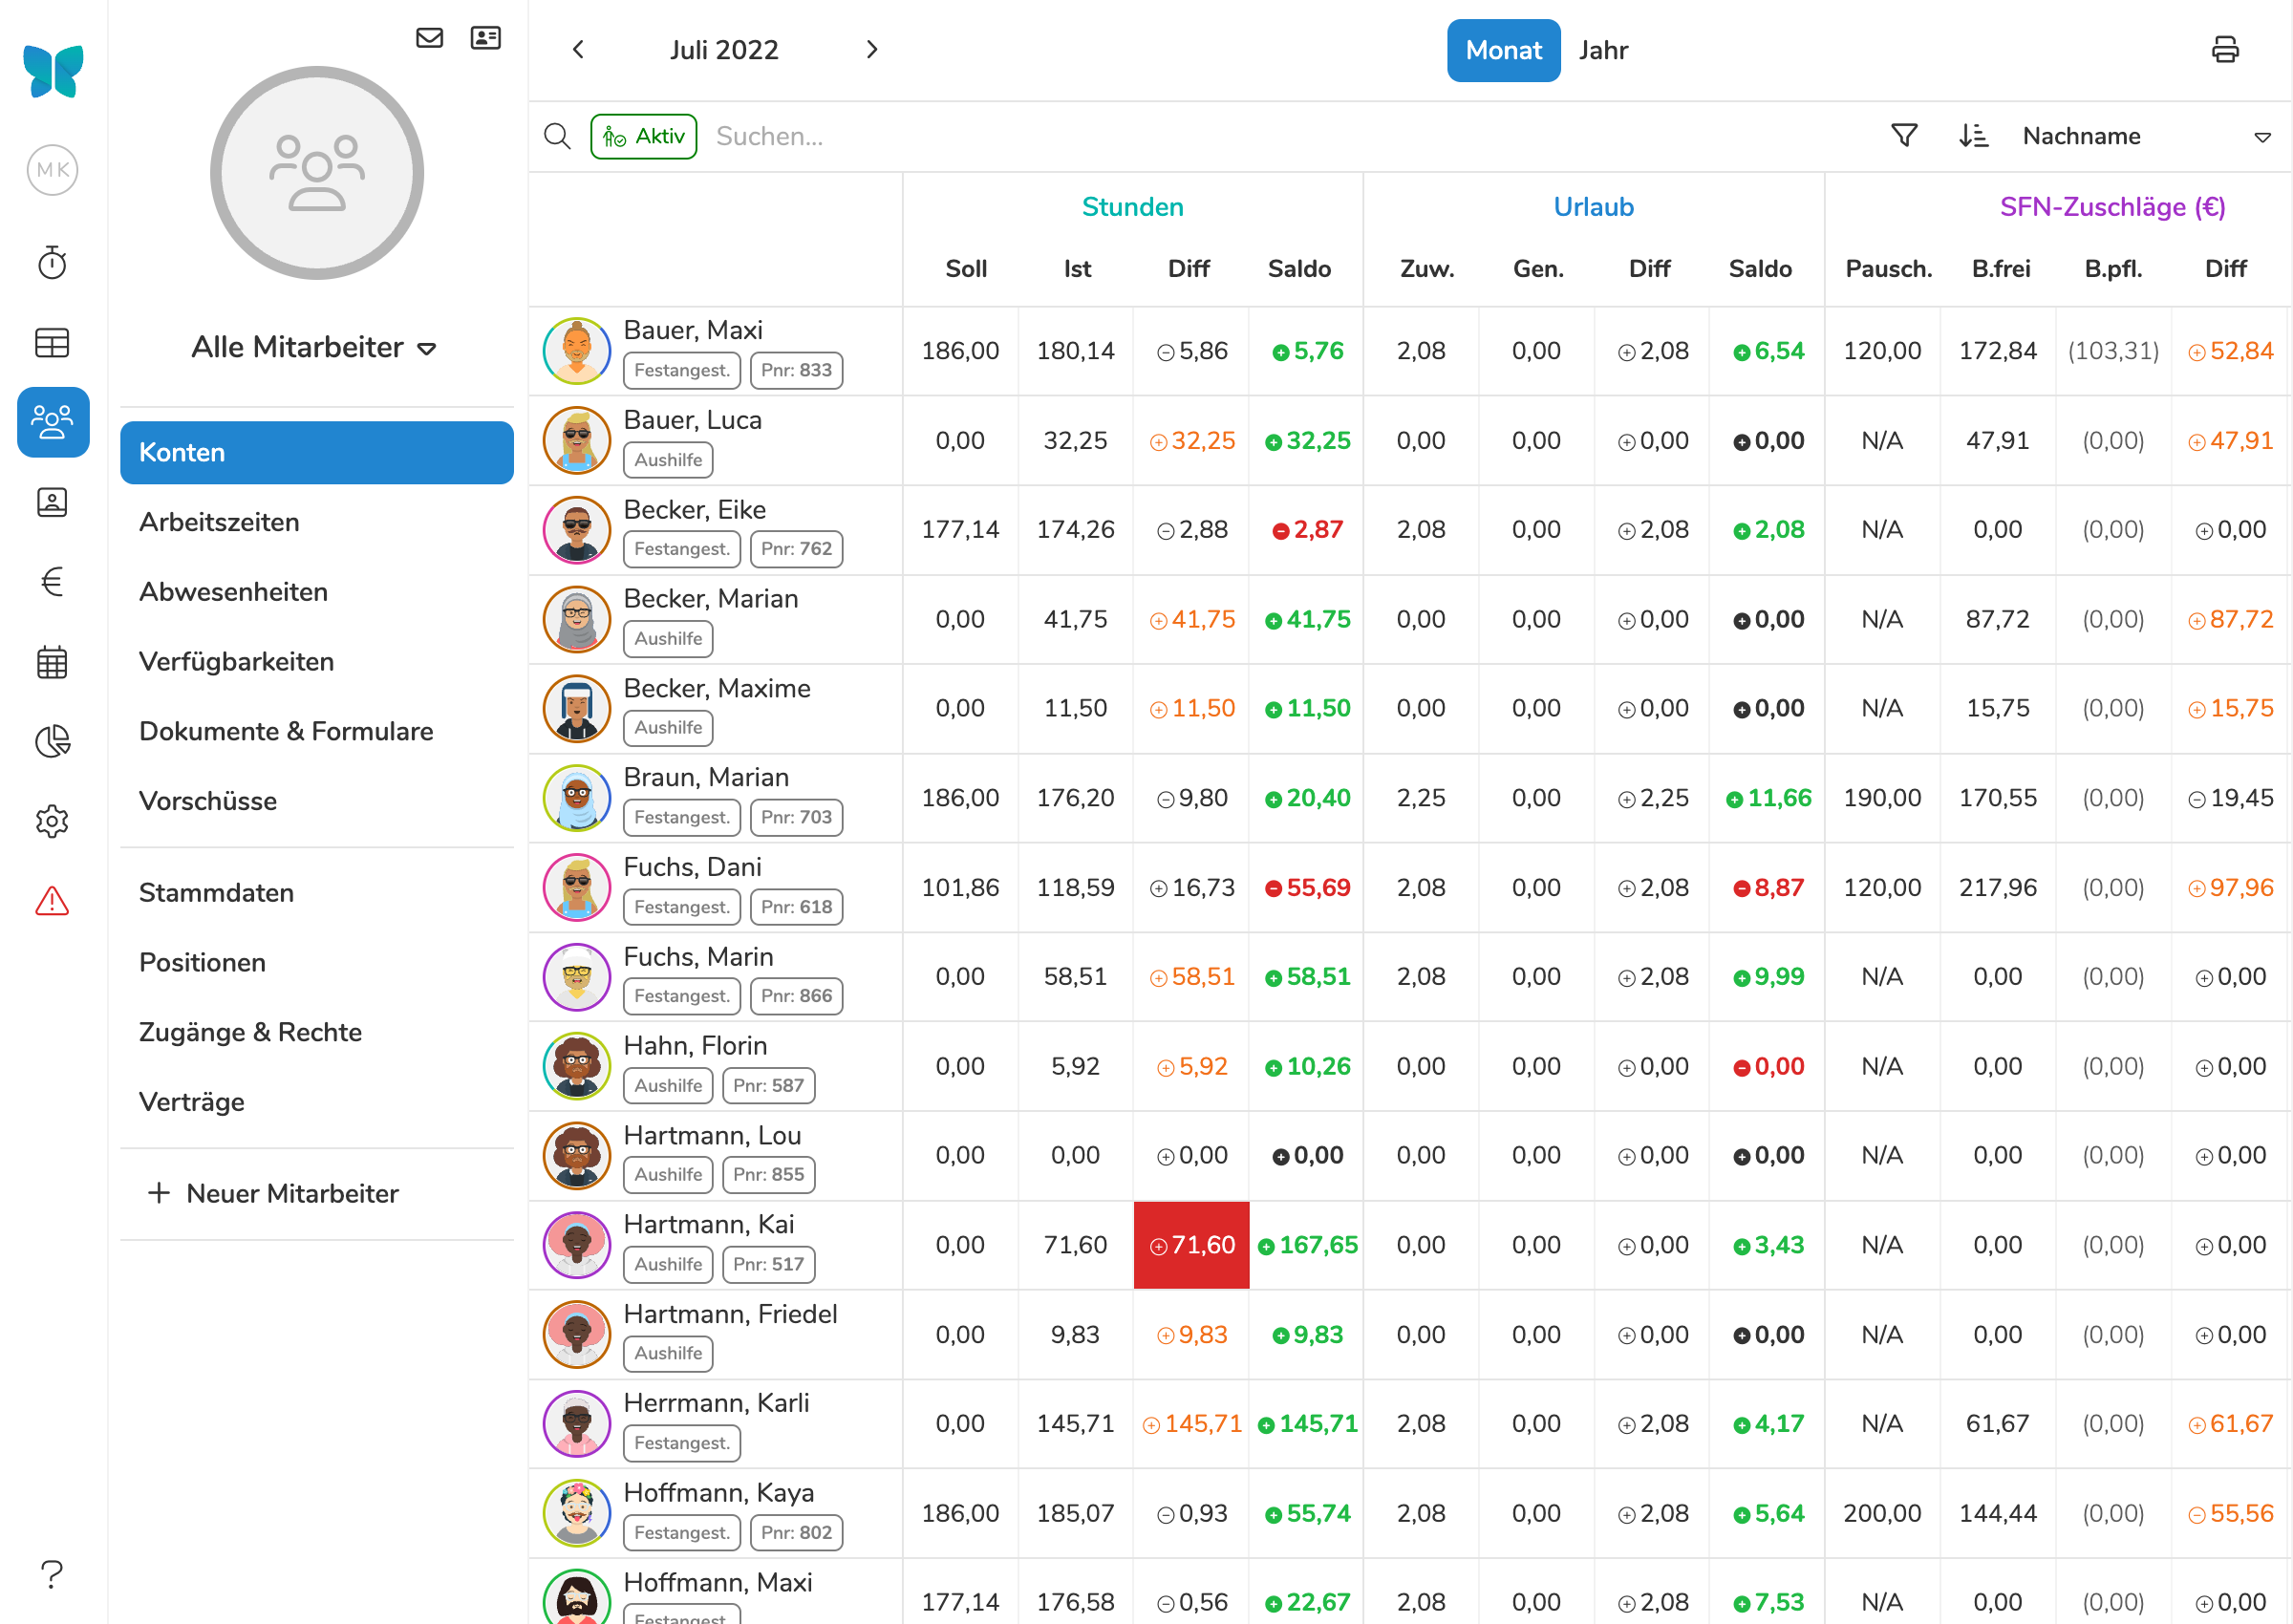 Juli 2022
Monat Jahr
MK
Aktiv Suchen... Nachname
Alle Mitarbeiter
Konten
Arbeitszeiten
Abwesenheiten
Verfügbarkeiten
Dokumente & Formulare
Vorschüsse
Stammdaten
Positionen
Zugänge & Rechte
Verträge
Neuer Mitarbeiter
Stunden Urlaub SFN-Zuschläge (€)
Soll Ist Diff Saldo Zuw. Gen. Diff Saldo Pausch. B.frei B.pfl. Diff
Bauer, Maxi
Festangest. Pnr: 833
186,00 180,14 ⊖5,86 +5,76 2,08 0,00 ⊕2,08 +6,54 120,00 172,84 (103,31) ⊕52,84
Bauer, Luca
Aushilfe
0,00 32,25 ⊕32,25 +32,25 0,00 0,00 ⊕0,00 +0,00 N/A 47,91 (0,00) ⊕47,91
Becker, Eike
Festangest. Pnr: 762
177,14 174,26 ⊖2,88 -2,87 2,08 0,00 ⊕2,08 +2,08 N/A 0,00 (0,00) ⊕0,00
Becker, Marian
Aushilfe
0,00 41,75 ⊕41,75 +41,75 0,00 0,00 ⊕0,00 +0,00 N/A 87,72 (0,00) ⊕87,72
Becker, Maxime
Aushilfe
0,00 11,50 ⊕11,50 +11,50 0,00 0,00 ⊕0,00 +0,00 N/A 15,75 (0,00) ⊕15,75
Braun, Marian
Festangest. Pnr: 703
186,00 176,20 ⊖9,80 +20,40 2,25 0,00 ⊕2,25 +11,66 190,00 170,55 (0,00) ⊖19,45
Fuchs, Dani
Festangest. Pnr: 618
101,86 118,59 ⊕16,73 -55,69 2,08 0,00 ⊕2,08 -8,87 120,00 217,96 (0,00) ⊕97,96
Fuchs, Marin
Festangest. Pnr: 866
0,00 58,51 ⊕58,51 +58,51 2,08 0,00 ⊕2,08 +9,99 N/A 0,00 (0,00) ⊕0,00
Hahn, Florin
Aushilfe Pnr: 587
0,00 5,92 ⊕5,92 +10,26 0,00 0,00 ⊕0,00 -0,00 N/A 0,00 (0,00) ⊕0,00
Hartmann, Lou
Aushilfe Pnr: 855
0,00 0,00 ⊕0,00 +0,00 0,00 0,00 ⊕0,00 +0,00 N/A 0,00 (0,00) ⊕0,00
Hartmann, Kai
Aushilfe Pnr: 517
0,00 71,60 ⊕71,60 +167,65 0,00 0,00 ⊕0,00 +3,43 N/A 0,00 (0,00) ⊕0,00
Hartmann, Friedel
Aushilfe
0,00 9,83 ⊕9,83 +9,83 0,00 0,00 ⊕0,00 +0,00 N/A 0,00 (0,00) ⊕0,00
Herrmann, Karli
Festangest.
0,00 145,71 ⊕145,71 +145,71 2,08 0,00 ⊕2,08 +4,17 N/A 61,67 (0,00) ⊕61,67
Hoffmann, Kaya
Festangest. Pnr: 802
186,00 185,07 ⊖0,93 +55,74 2,08 0,00 ⊕2,08 +5,64 200,00 144,44 (0,00) ⊖55,56
Hoffmann, Maxi
Festangest.
177,14 176,58 ⊖0,56 +22,67 2,08 0,00 ⊕2,08 +7,53 N/A 0,00 (0,00) ⊕0,00